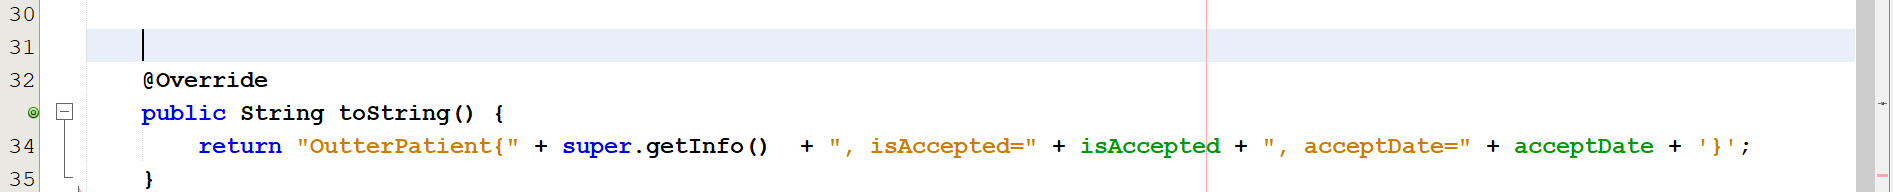 30
31
32 @Override
public String toString() {
34 return "OutterPatient{" + super.getInfo()  + ", isAccepted=" + isAccepted + ", acceptDate=" + acceptDate + '}';
35 }